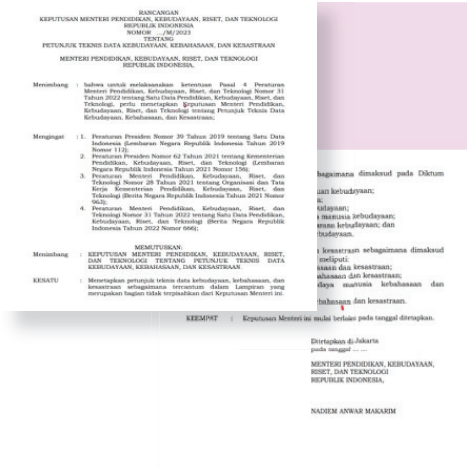 RANCANGAN
KEPUTUSAN MENTERI PENDIDIKAN, KEBUDAYAAN, RISET, DAN TEKNOLOGI
REPUBLIK INDONESIA
NOMOR .../M/2023
TENTANG
PETUNJUK TEKNIS DATA KEBUDAYAAN, KEBAHASAAN, DAN KESASTRAAN
MENTERI PENDIDIKAN, KEBUDAYAAN, RISET, DAN TEKNOLOGI
REPUBLIK INDONESIA,
Menimbang : bahwa untuk melaksanakan ketentuan Pasal 4 Peraturan
Menteri Pendidikan, Kebudayaan, Riset, dan Teknologi Nomor 31
Tahun 2022 tentang Satu Data Pendidikan, Kebudayaan, Riset, dan
Teknologi, perlu menetapkan Keputusan Menteri Pendidikan,
Kebudayaan, Riset, dan Teknologi tentang Petunjuk Teknis Data
Kebudayaan, Kebahasaan, dan Kesastraan;
Mengingat : 1. Peraturan Presiden Nomor 39 Tahun 2019 tentang Satu Data
Indonesia (Lembaran Negara Republik Indonesia Tahun 2019
Nomor 112);
2. Peraturan Presiden Nomor 62 Tahun 2021 tentang Kementerian
Pendidikan, Kebudayaan, Riset, dan Teknologi (Lembaran
Negara Republik Indonesia Tahun 2021 Nomor 156);
3. Peraturan Menteri Pendidikan, Kebudayaan, Riset, dan
Teknologi Nomor 28 Tahun 2021 tentang Organisasi dan Tata
Kerja Kementerian Pendidikan, Kebudayaan, Riset, dan
Teknologi (Berita Negara Republik Indonesia Tahun 2021 Nomor
963);
4. Peraturan Menteri Pendidikan, Kebudayaan, Riset, dan
Teknologi Nomor 31 Tahun 2022 tentang Satu Data Pendidikan,
Kebudayaan, Riset, dan Teknologi (Berita Negara Republik
Indonesia Tahun 2022 Nomor 666);
MEMUTUSKAN:
Menimbang : KEPUTUSAN MENTERI PENDIDIKAN, KEBUDAYAAN, RISET,
DAN TEKNOLOGI TENTANG PETUNJUK TEKNIS DATA
KEBUDAYAAN, KEBAHASAAN, DAN KESASTRAAN.
KESATU : Menetapkan petunjuk teknis data kebudayaan, kebahasaan, dan
kesastraan sebagaimana tercantum dalam Lampiran yang
merupakan bagian tidak terpisahkan dari Keputusan Menteri ini.
dimaksud pada Diktum
kebudayaan;
manusia kebudayaan;
kebudayaan; dan
kesastraan sebagaimana dimaksud
meliputi:
dan kesastraan;
dan kesastraan;
manusia kebahasaan dan
dan kesastraan.
KEEMPAT : Keputusan Menteri ini mulai berlaku pada tanggal ditetapkan.
Ditetapkan di Jakarta
pada tanggal ... ...
MENTERI PENDIDIKAN, KEBUDAYAAN,
RISET, DAN TEKNOLOGI
REPUBLIK INDONESIA,
NADIEM ANWAR MAKARIM